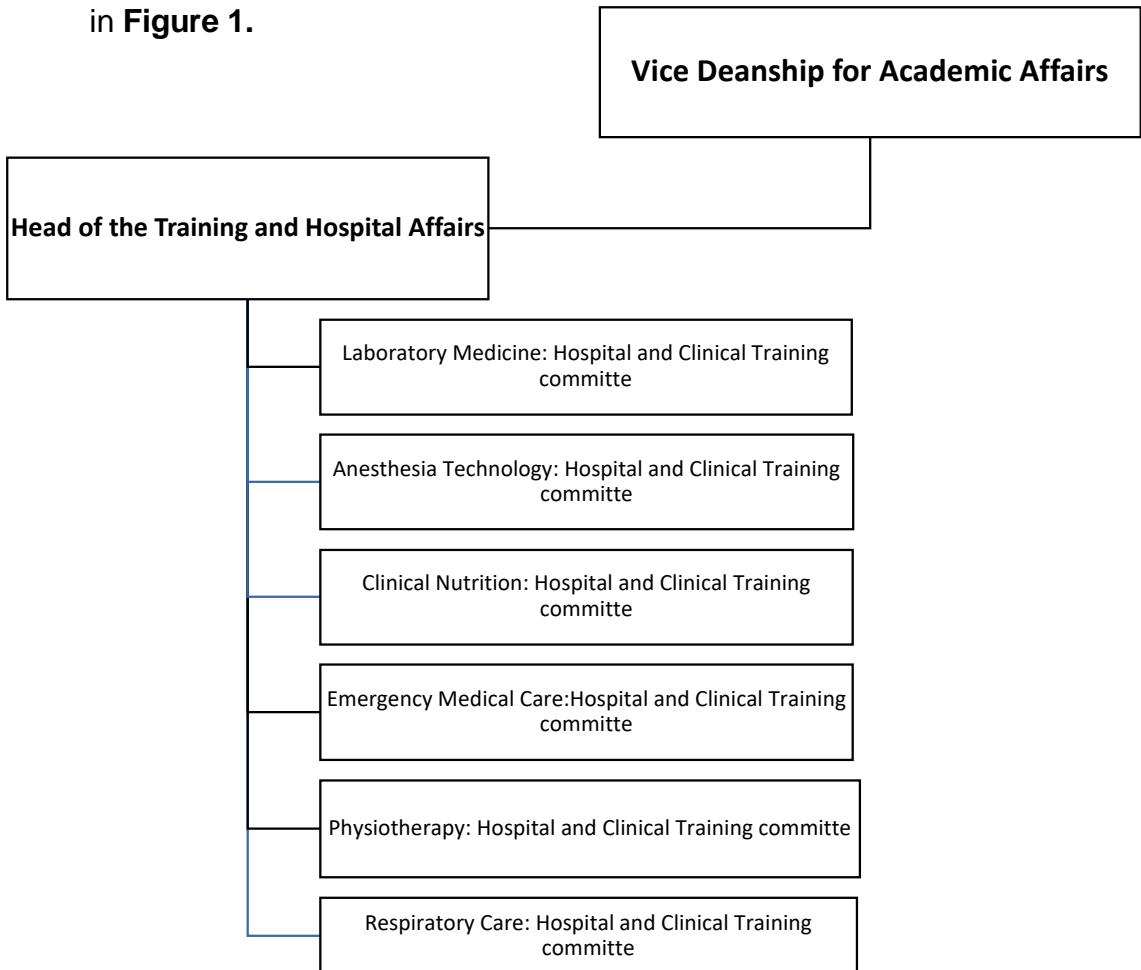 in Figure 1.
Vice Deanship for Academic Affairs
Head of the Training and Hospital Affairs
Laboratory Medicine: Hospital and Clinical Training
committe
Anesthesia Technology: Hospital and Clinical Training
committe
Clinical Nutrition: Hospital and Clinical Training
committe
Emergency Medical Care:Hospital and Clinical Training
committe
Physiotherapy: Hospital and Clinical Training committe
Respiratory Care: Hospital and Clinical Training
committe